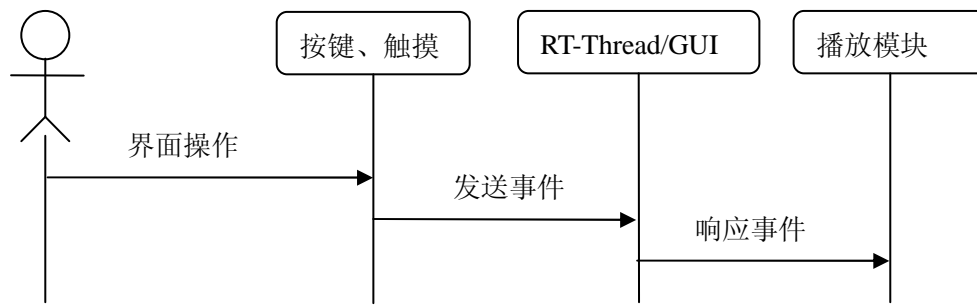 按键、触摸
RT-Thread/GUI
播放模块
界面操作
发送事件
响应事件